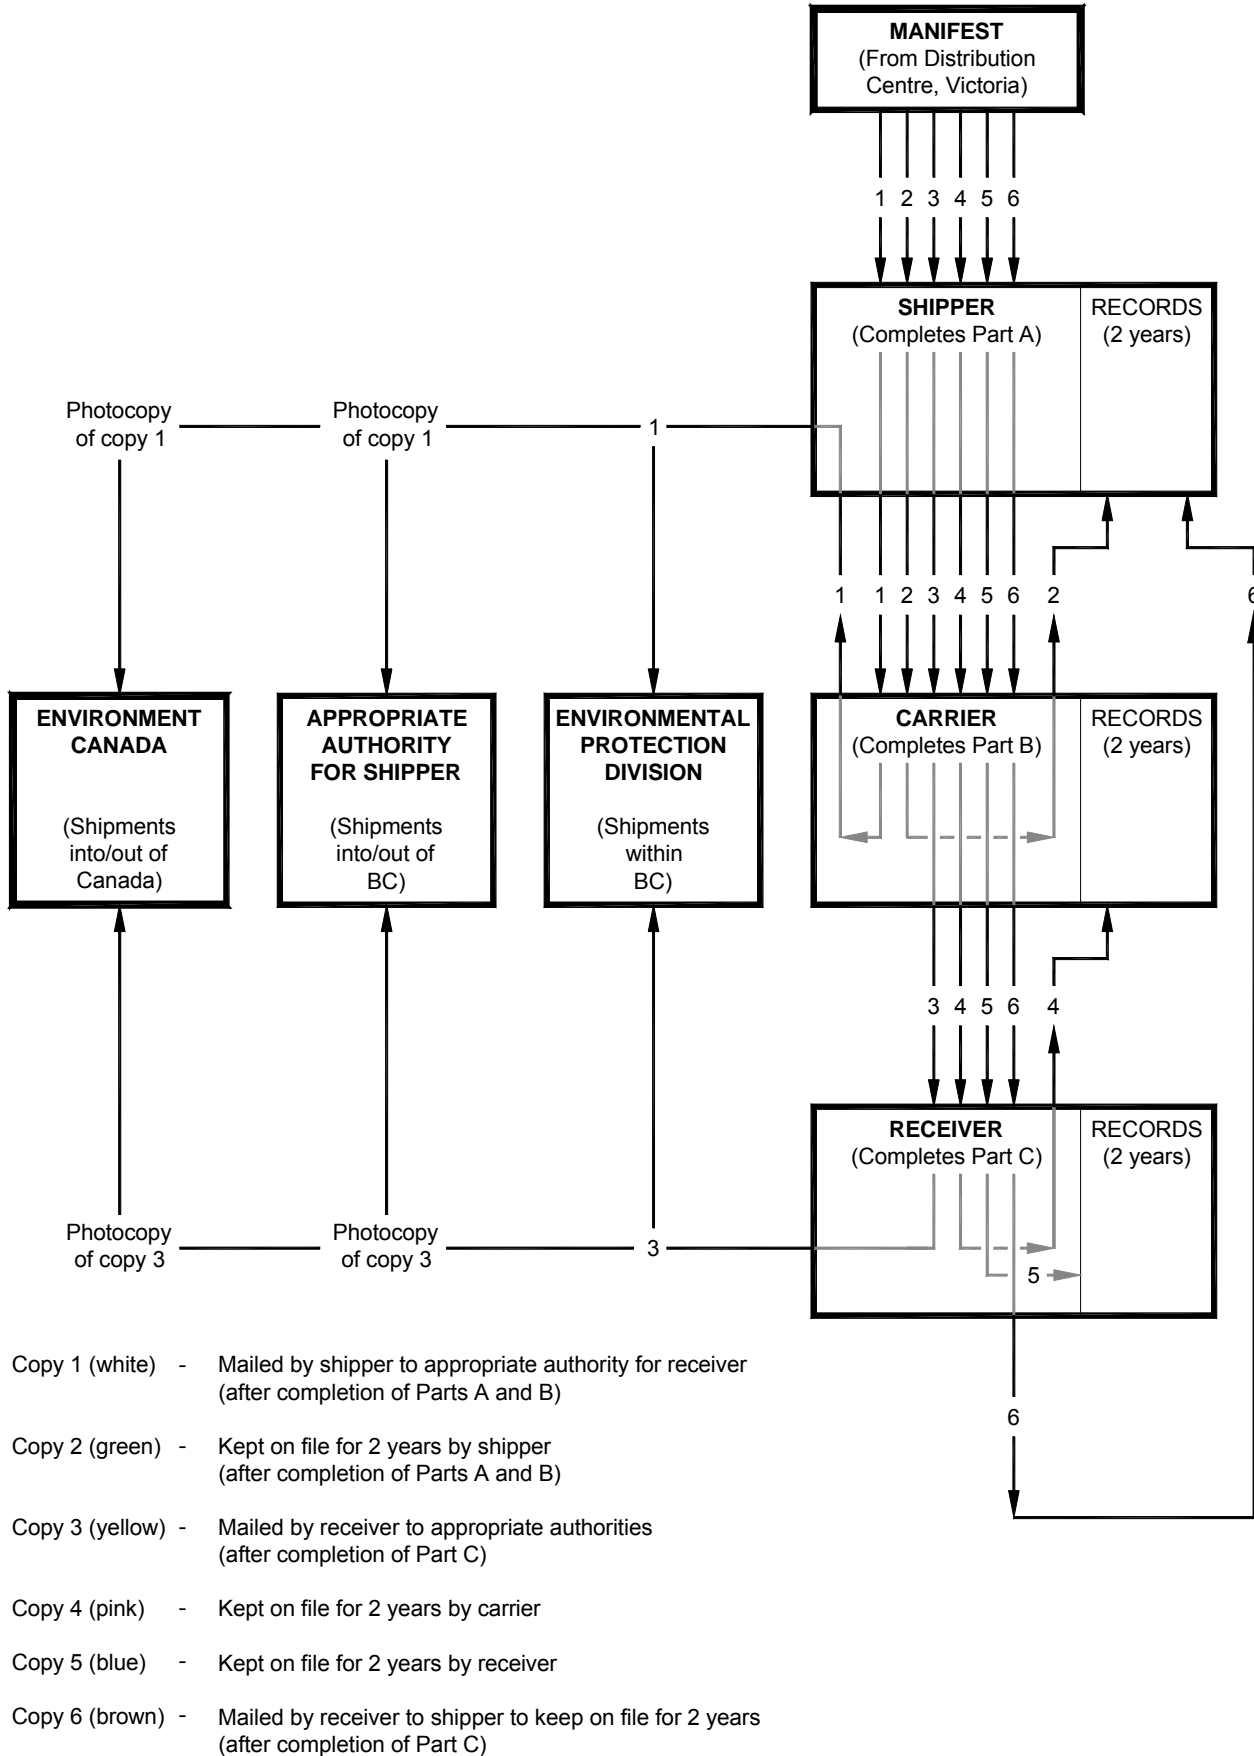 MANIFEST
(From Distribution
Centre, Victoria)
1 2 3 4 5 6
SHIPPER
(Completes Part A)
RECORDS
(2 years)
Photocopy
of copy 1
Photocopy
of copy 1
1
1 1 2 3 4 5 6 2 6
ENVIRONMENT
CANADA
(Shipments
into/out of
Canada)
APPROPRIATE
AUTHORITY
FOR SHIPPER
(Shipments
into/out of
BC)
ENVIRONMENTAL
PROTECTION
DIVISION
(Shipments
within
BC)
CARRIER
(Completes Part B)
RECORDS
(2 years)
3 4 5 6 4
RECEIVER
(Completes Part C)
RECORDS
(2 years)
Photocopy
of copy 3
Photocopy
of copy 3
3
5
6
Copy 1 (white) - Mailed by shipper to appropriate authority for receiver
(after completion of Parts A and B)
Copy 2 (green) - Kept on file for 2 years by shipper
(after completion of Parts A and B)
Copy 3 (yellow) - Mailed by receiver to appropriate authorities
(after completion of Part C)
Copy 4 (pink) - Kept on file for 2 years by carrier
Copy 5 (blue) - Kept on file for 2 years by receiver
Copy 6 (brown) - Mailed by receiver to shipper to keep on file for 2 years
(after completion of Part C)